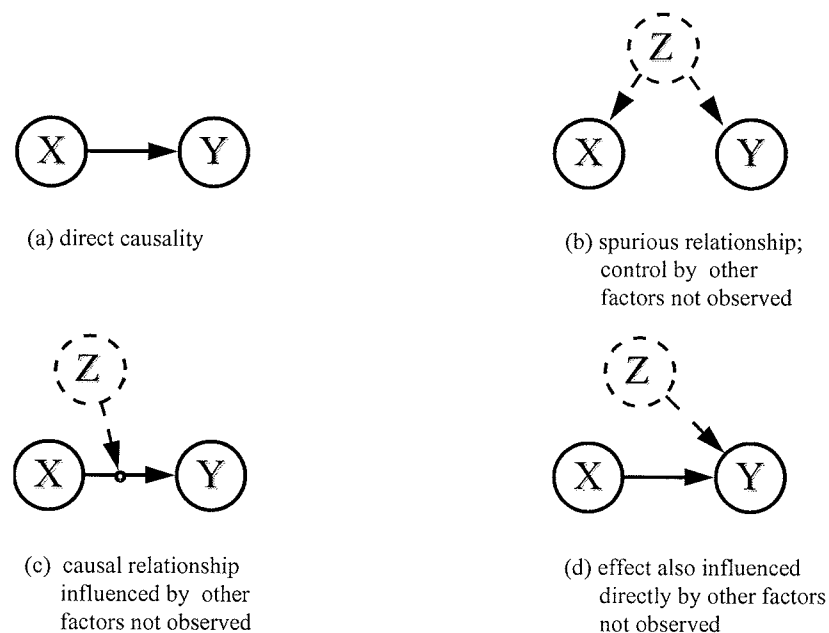 Z
X
Y
X
Y
(a) direct causality
(b) spurious relationship;
control by other
factors not observed
Z
Z
X
Y
X
Y
(c) causal relationship
influenced by other
factors not observed
(d) effect also influenced
directly by other factors
not observed